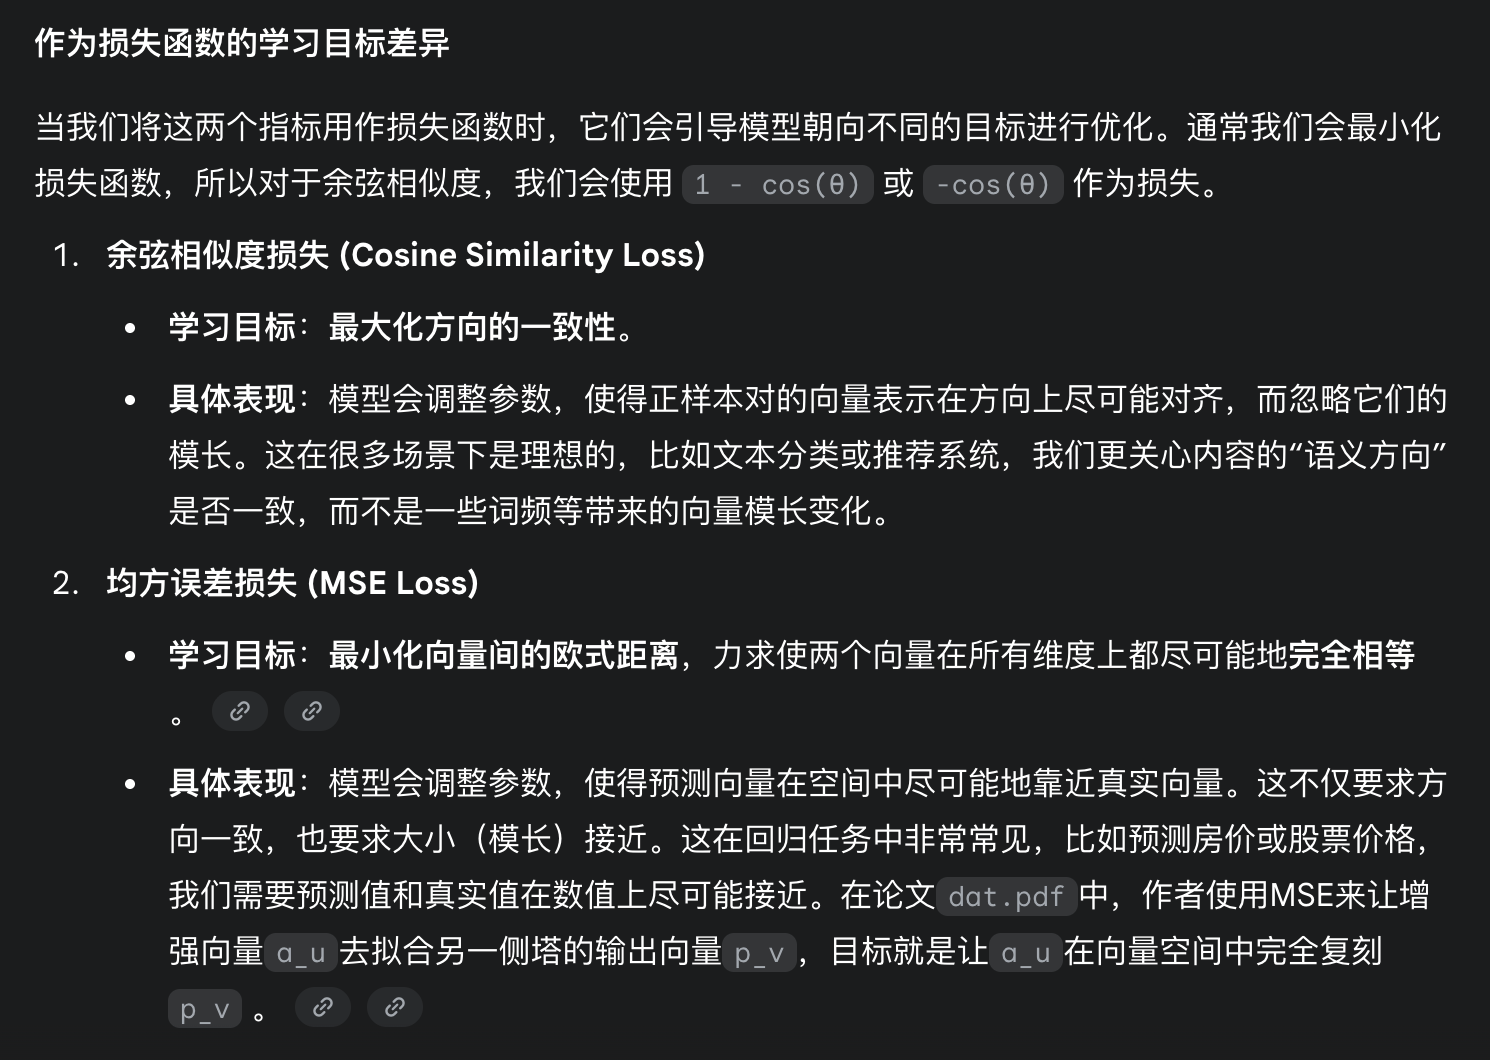 作为损失函数的学习目标差异
当我们将这两个指标用作损失函数时，它们会引导模型朝向不同的目标进行优化。通常我们会最小化
损失函数，所以对于余弦相似度，我们会使用 1 - cos(θ) 或 -cos(θ) 作为损失。
1. 余弦相似度损失 (Cosine Similarity Loss)
• 学习目标：最大化方向的一致性。
• 具体表现：模型会调整参数，使得正样本对的向量表示在方向上尽可能对齐，而忽略它们的
模长。这在很多场景下是理想的，比如文本分类或推荐系统，我们更关心内容的“语义方向”
是否一致，而不是一些词频等带来的向量模长变化。
2. 均方误差损失 (MSE Loss)
• 学习目标：最小化向量间的欧式距离，力求使两个向量在所有维度上都尽可能地完全相等
。
• 具体表现：模型会调整参数，使得预测向量在空间中尽可能地靠近真实向量。这不仅要求方
向一致，也要求大小（模长）接近。这在回归任务中非常常见，比如预测房价或股票价格，
我们需要预测值和真实值在数值上尽可能接近。在论文 dat.pdf 中，作者使用MSE来让增
强向量 a_u 去拟合另一侧塔的输出向量 p_v ，目标就是让 a_u 在向量空间中完全复刻
p_v 。